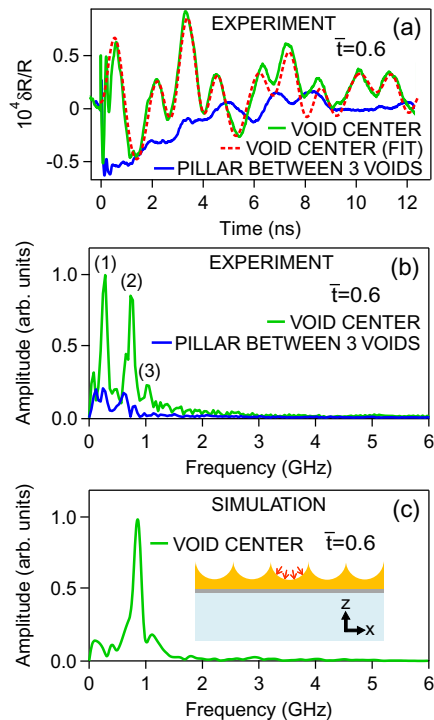 EXPERIMENT (a)
t̄=0.6
10⁴δR/R
0.5
0
-0.5
VOID CENTER
VOID CENTER (FIT)
PILLAR BETWEEN 3 VOIDS
0 2 4 6 8 10 12
Time (ns)
EXPERIMENT (b)
(1) (2) (3)
t̄=0.6
VOID CENTER
PILLAR BETWEEN 3 VOIDS
Amplitude (arb. units)
1.0
0.5
0.0
0 1 2 3 4 5 6
Frequency (GHz)
SIMULATION (c)
VOID CENTER t̄=0.6
Amplitude (arb. units)
1.0
0.5
0.0
z
x
0 1 2 3 4 5 6
Frequency (GHz)